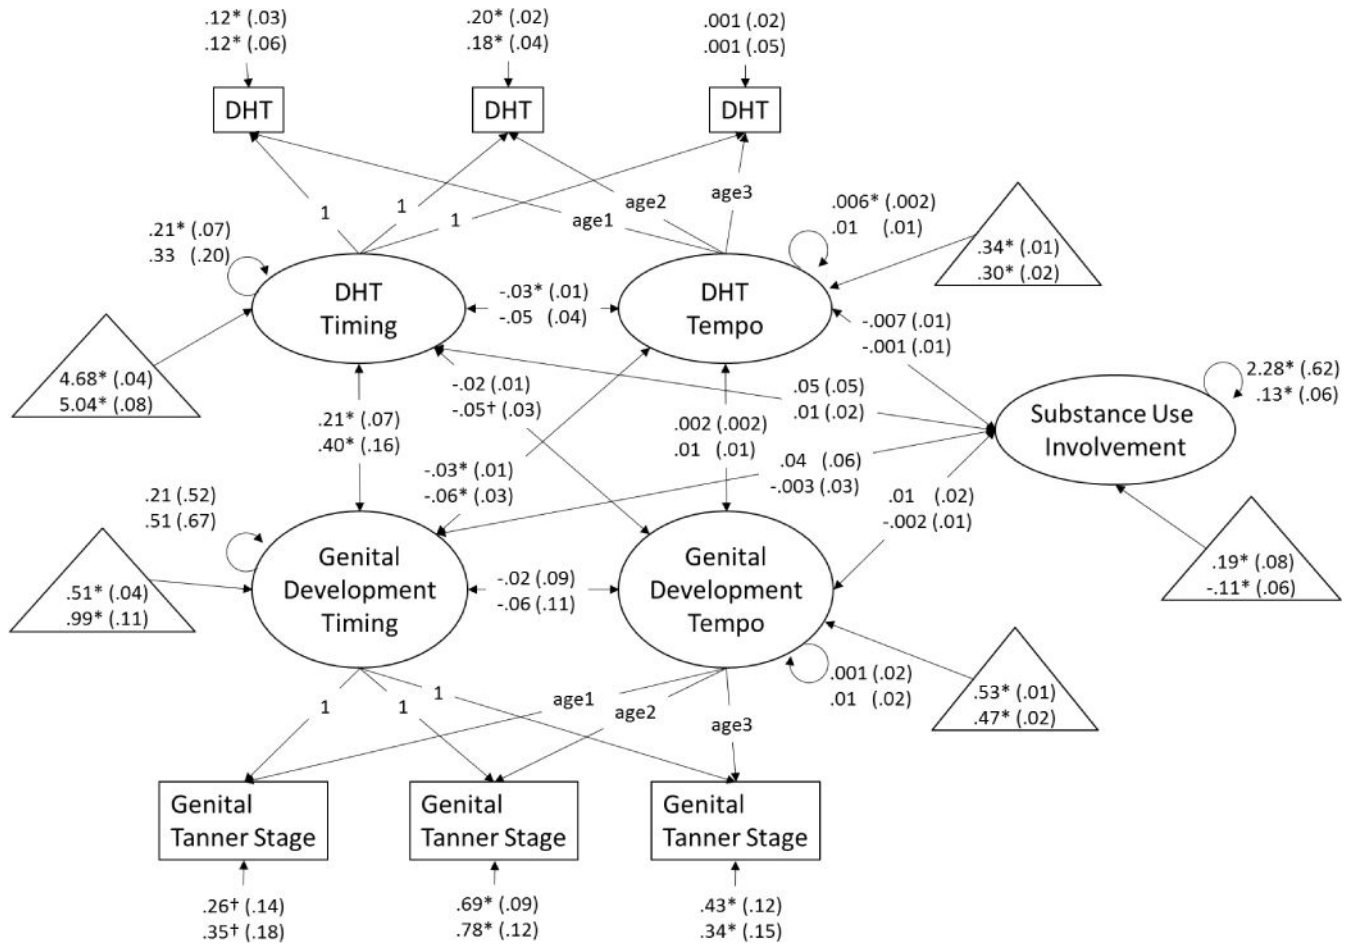 .12* (.03)
.12* (.06)
.20* (.02)
.18* (.04)
.001 (.02)
.001 (.05)
DHT
DHT
DHT
1
1
1
age1
age2
age3
.21* (.07)
.33 (.20)
.006* (.002)
.01 (.01)
.34* (.01)
.30* (.02)
DHT
Timing
-.03* (.01)
-.05 (.04)
DHT
Tempo
-.007 (.01)
-.001 (.01)
4.68* (.04)
5.04* (.08)
-.02 (.01)
-.05† (.03)
.05 (.05)
.01 (.02)
2.28* (.62)
.13* (.06)
.21* (.07)
.40* (.16)
.002 (.002)
.01 (.01)
Substance Use
Involvement
-.03* (.01)
-.06* (.03)
.04 (.06)
-.003 (.03)
.01 (.02)
-.002 (.01)
.21 (.52)
.51 (.67)
.51* (.04)
.99* (.11)
Genital
Development
Timing
-.02 (.09)
-.06 (.11)
Genital
Development
Tempo
.19* (.08)
-.11* (.06)
.001 (.02)
.01 (.02)
.53* (.01)
.47* (.02)
1
1
1
age1
age2
age3
Genital
Tanner Stage
Genital
Tanner Stage
Genital
Tanner Stage
.26† (.14)
.35† (.18)
.69* (.09)
.78* (.12)
.43* (.12)
.34* (.15)